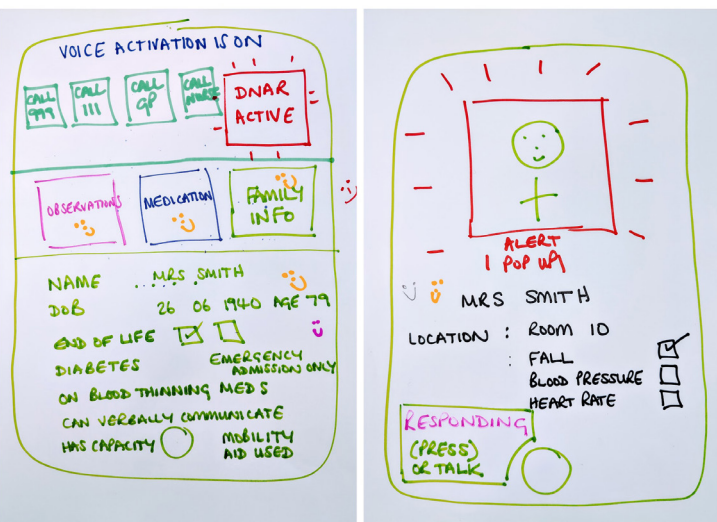 VOICE ACTIVATION IS ON
CALL 999
CALL 111
CALL GP
CALL NURSE
DNAR
ACTIVE
OBSERVATIONS
MEDICATION
FAMILY
INFO
NAME MRS SMITH
DOB 26 06 1940 AGE 79
END OF LIFE
DIABETES
EMERGENCY
ADMISSION ONLY
ON BLOOD THINNING MEDS
CAN VERBALLY COMMUNICATE
HAS CAPACITY
MOBILITY
AID USED
ALERT
POP UP
MRS SMITH
LOCATION : ROOM 10
: FALL
BLOOD PRESSURE
HEART RATE
RESPONDING
(PRESS)
OR TALK